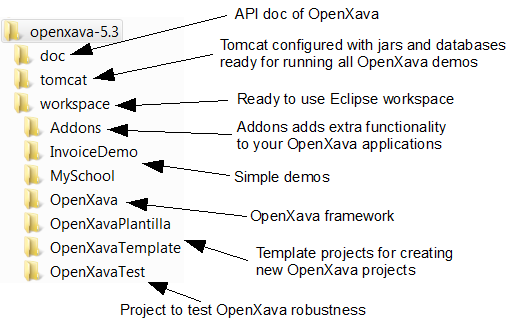 API doc of OpenXava
openxava-5.3
Tomcat configured with jars and databases
ready for running all OpenXava demos
doc
tomcat
workspace
Ready to use Eclipse workspace
Addons
Addons adds extra functionality
to your OpenXava applications
InvoiceDemo
MySchool
Simple demos
OpenXava
OpenXava framework
OpenXavaPlantilla
OpenXavaTemplate
Template projects for creating
new OpenXava projects
OpenXavaTest
Project to test OpenXava robustness